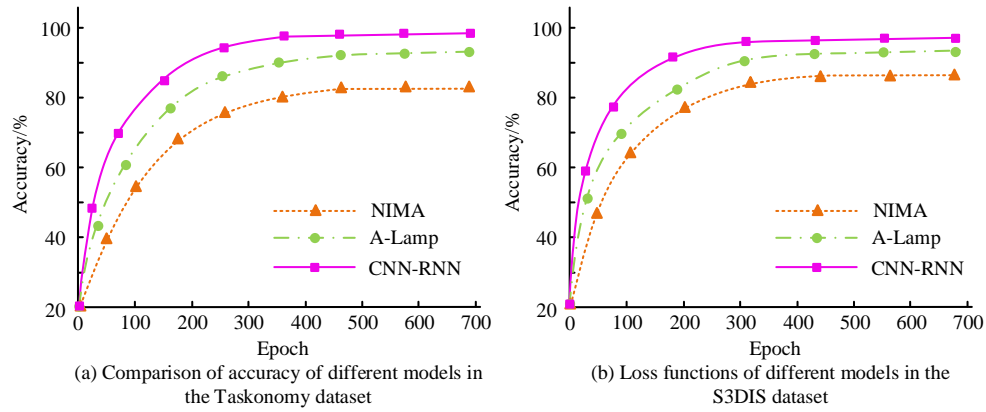 Accuracy/%
100
80
60
40
20
NIMA
A-Lamp
CNN-RNN
0 100 200 300 400 500 600 700
Epoch
(a) Comparison of accuracy of different models in
the Taskonomy dataset
Accuracy/%
100
80
60
40
20
NIMA
A-Lamp
CNN-RNN
0 100 200 300 400 500 600 700
Epoch
(b) Loss functions of different models in the
S3DIS dataset